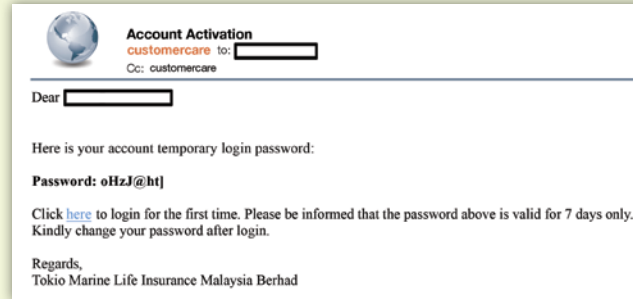 Account Activation
customercare to:
Cc: customercare
Dear
Here is your account temporary login password:
Password: oHzJ@ht]
Click here to login for the first time. Please be informed that the password above is valid for 7 days only.
Kindly change your password after login.
Regards,
Tokio Marine Life Insurance Malaysia Berhad